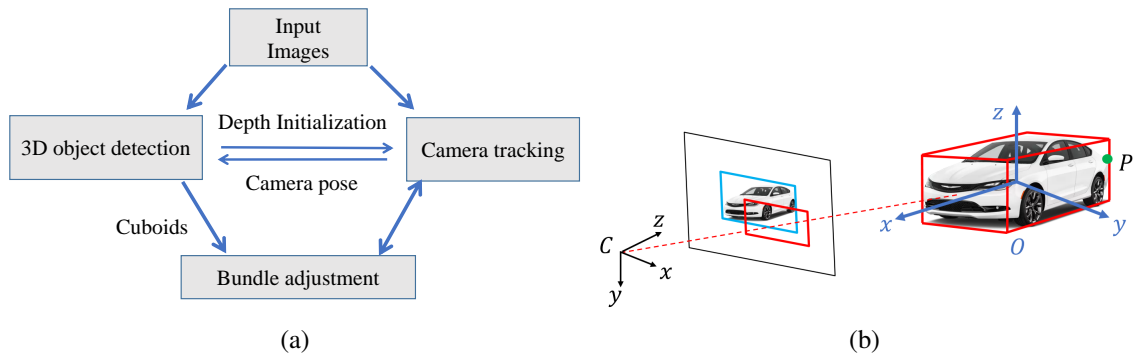 Input
Images
Depth Initialization
3D object detection
Camera tracking
Camera pose
Cuboids
Bundle adjustment
(a)
z
P
C
z
x
y
x
y
O
(b)